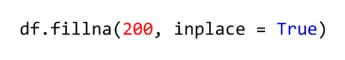 df.fillna(200, inplace = True)